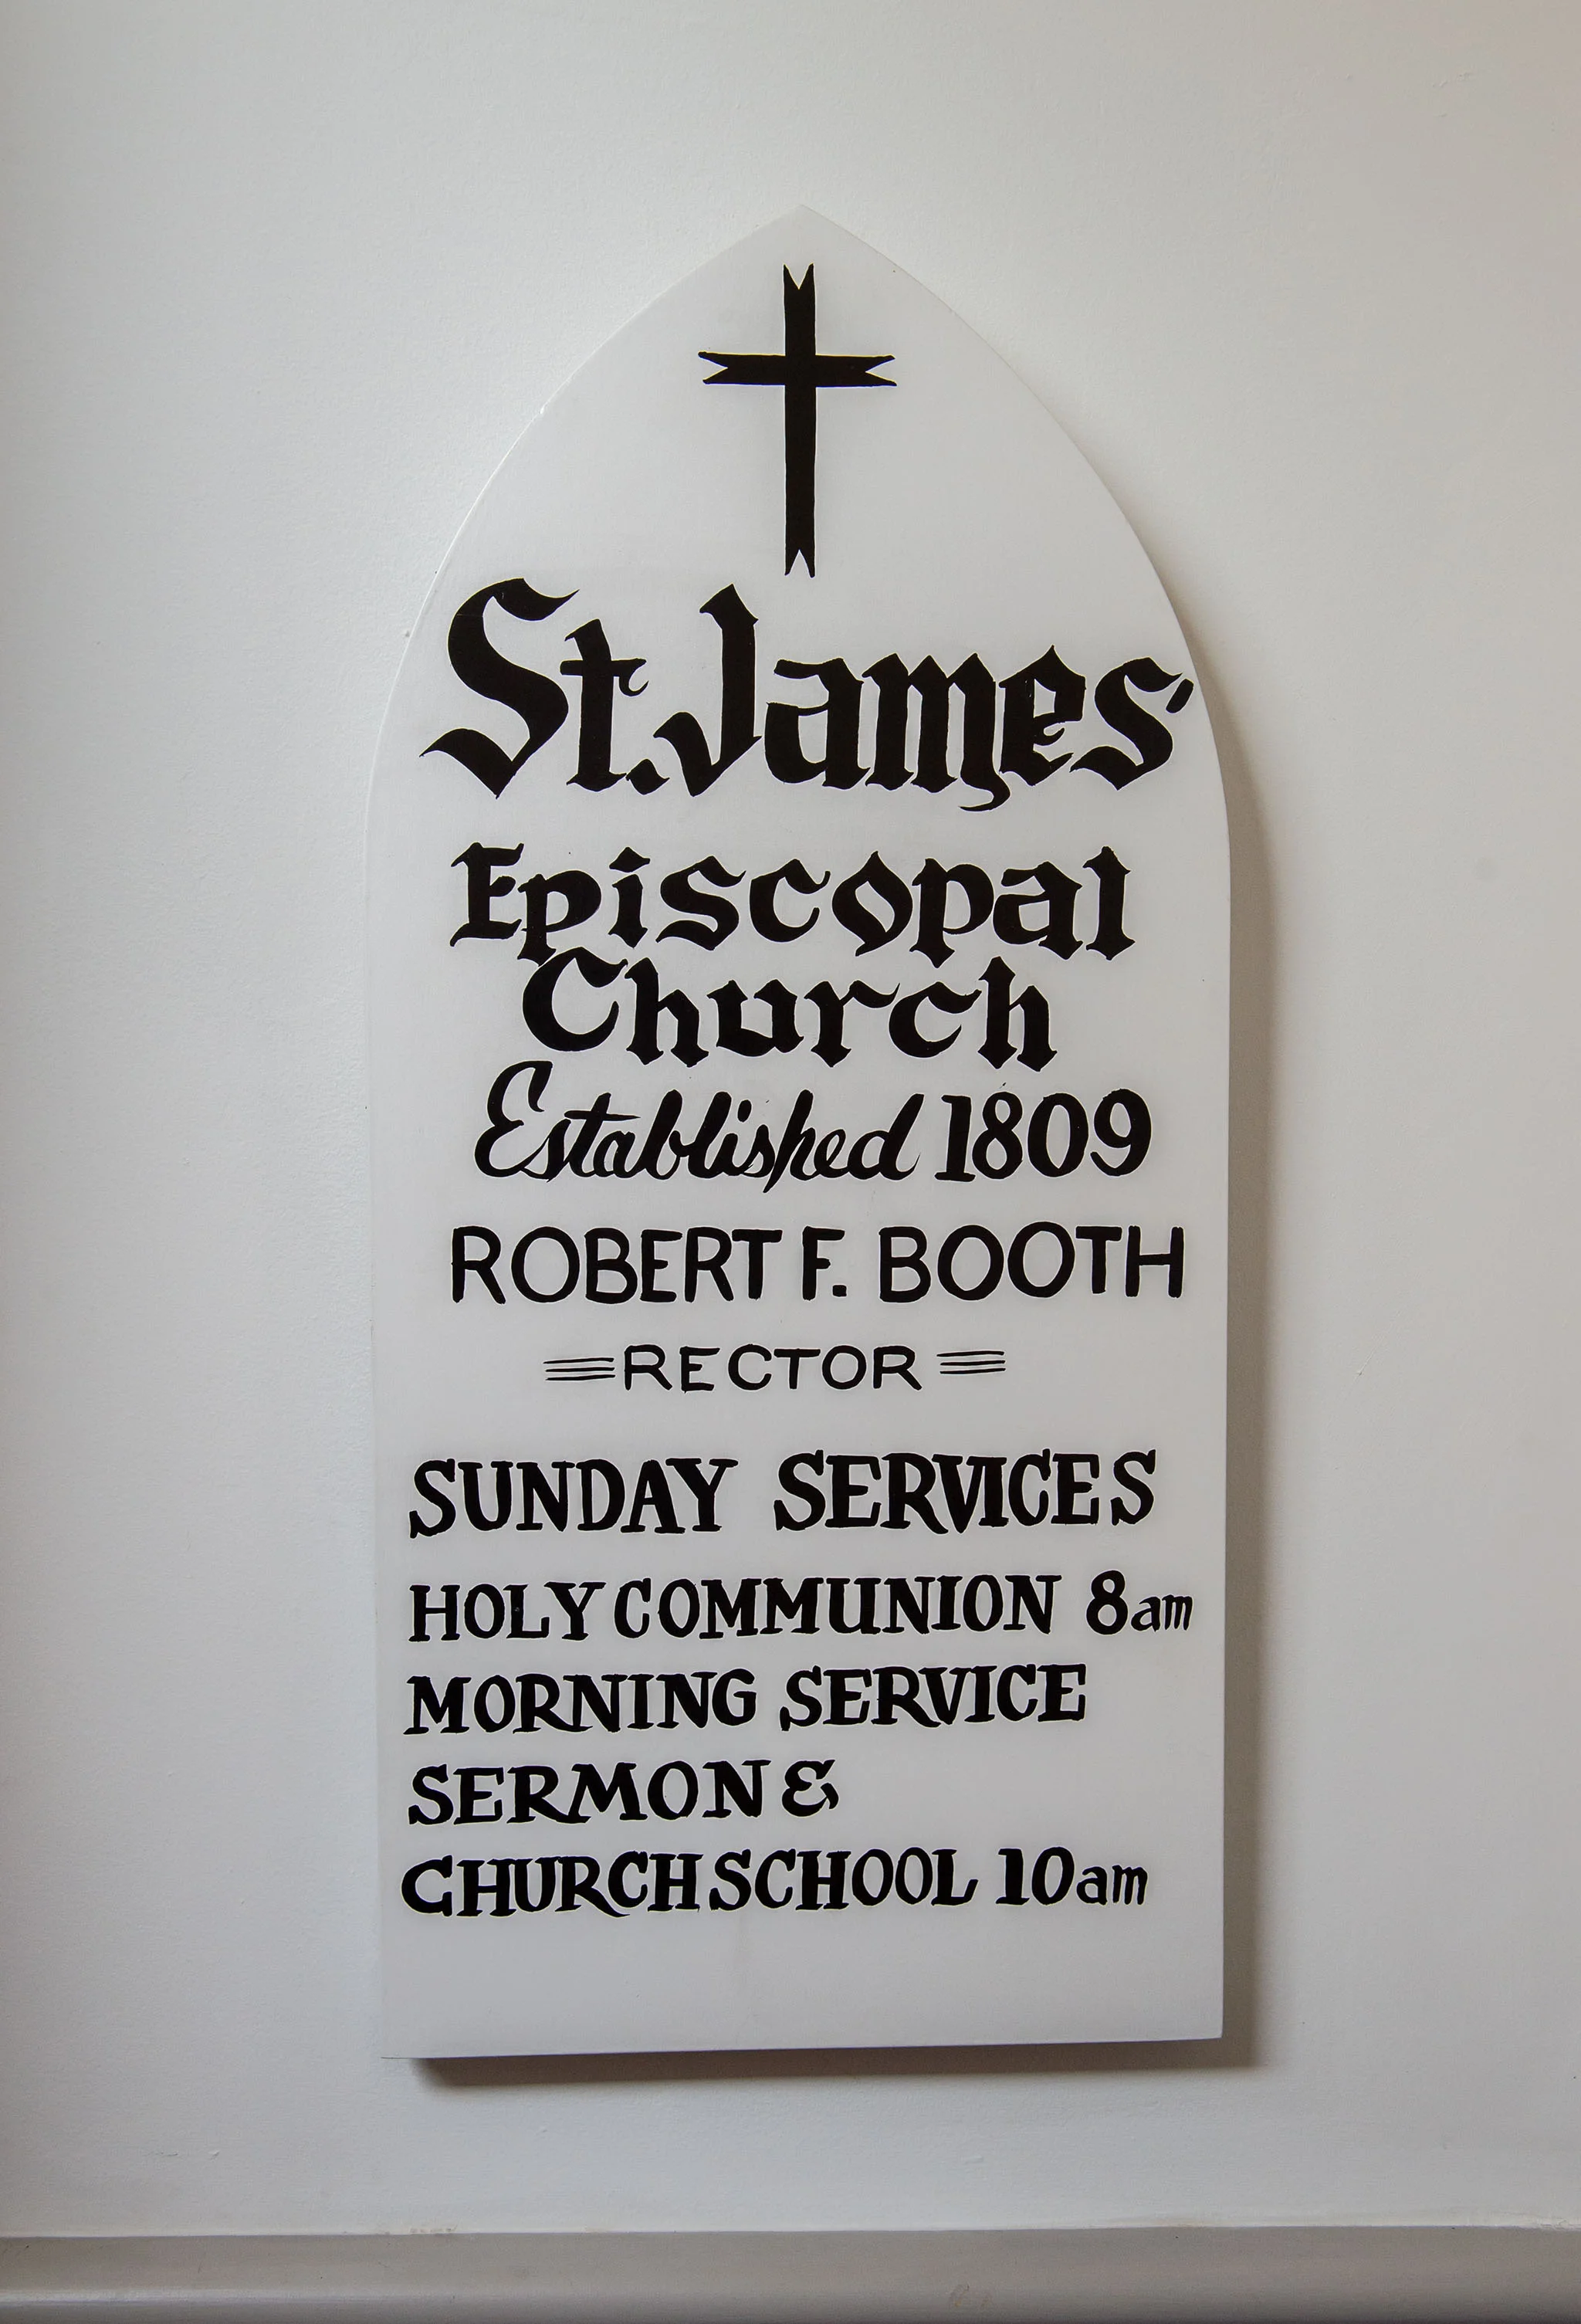 St. James'
Episcopal
Church
Established 1809
ROBERT F. BOOTH
RECTOR
SUNDAY SERVICES
HOLY COMMUNION 8am
MORNING SERVICE
SERMON &
CHURCH SCHOOL 10am